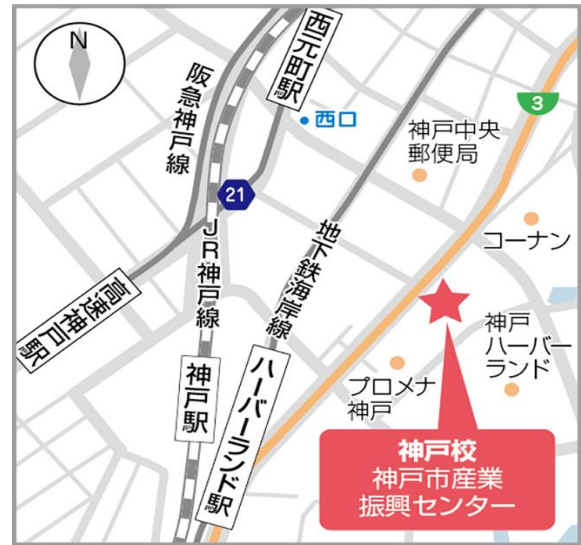 N
阪急神戸線
西元町駅
西口
3
神戸中央
郵便局
21
コーナン
JR神戸線
地下鉄海岸線
高速神戸駅
神戸
ハーバー
ランド
神戸駅
ハーバーランド駅
プロメナ
神戸
神戸校
神戸市産業
振興センター